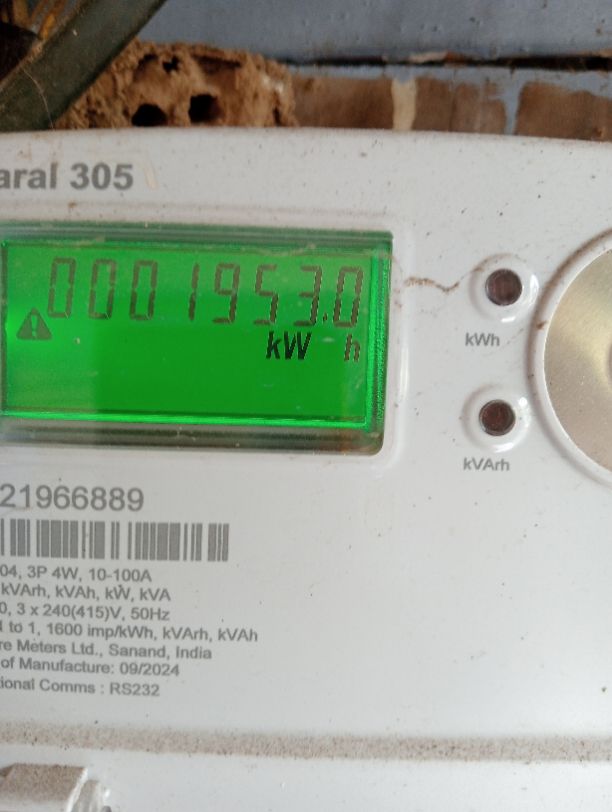 aral 305
0001953.0
kW h
kWh
kVArh
21966889
04, 3P 4W, 10-100A
kVArh, kVAh, kW, kVA
0, 3 x 240(415)V, 50Hz
1 to 1, 1600 imp/kWh, kVArh, kVAh
re Meters Ltd., Sanand, India
of Manufacture: 09/2024
tional Comms : RS232